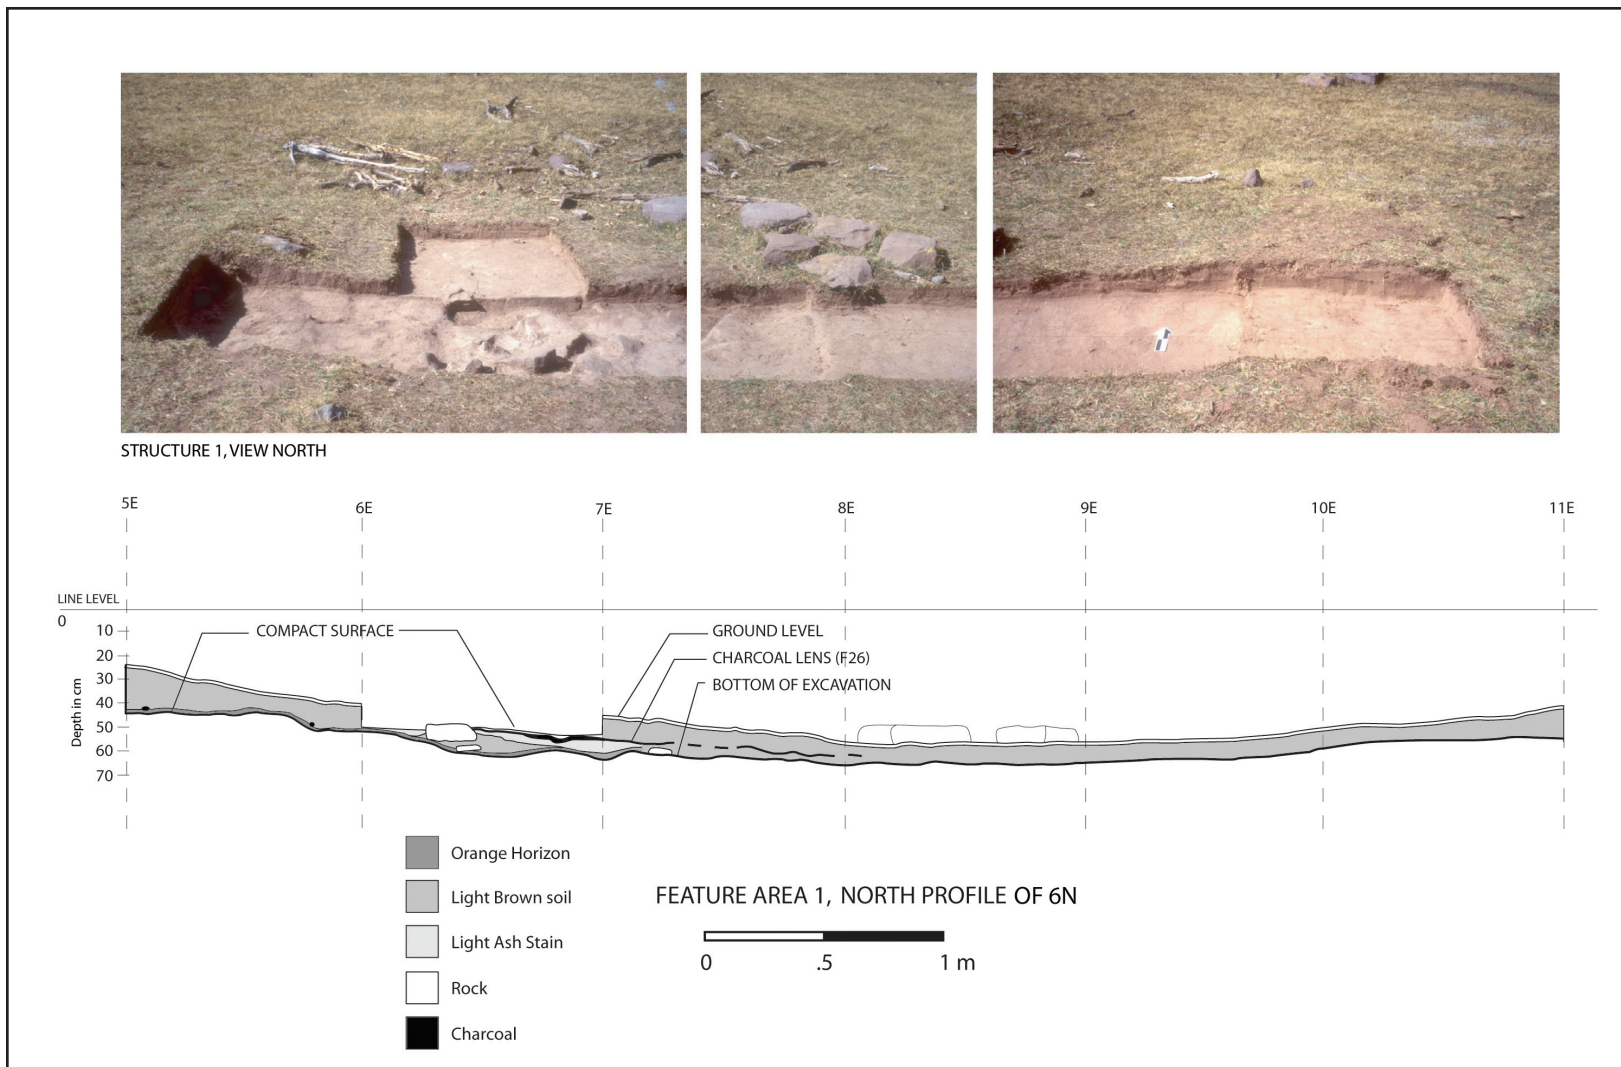 STRUCTURE 1, VIEW NORTH
5E 6E 7E 8E 9E 10E 11E
LINE LEVEL
0
10
20
30
40
50
60
70
Depth in cm
COMPACT SURFACE
GROUND LEVEL
CHARCOAL LENS (F26)
BOTTOM OF EXCAVATION
Orange Horizon
Light Brown soil
Light Ash Stain
Rock
Charcoal
FEATURE AREA 1, NORTH PROFILE OF 6N
0 .5 1 m